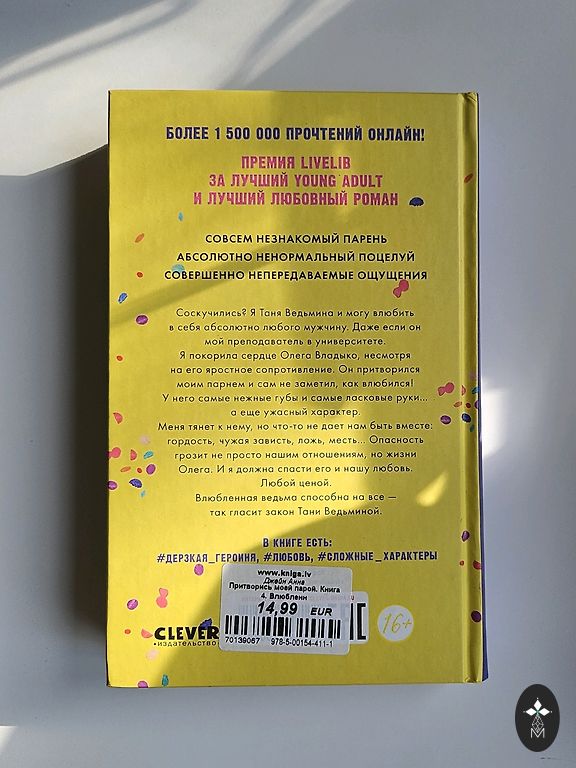 БОЛЕЕ 1 500 000 ПРОЧТЕНИЙ ОНЛАЙН!
ПРЕМИЯ LIVELIB
ЗА ЛУЧШИЙ YOUNG ADULT
И ЛУЧШИЙ ЛЮБОВНЫЙ РОМАН
СОВСЕМ НЕЗНАКОМЫЙ ПАРЕНЬ
АБСОЛЮТНО НЕНОРМАЛЬНЫЙ ПОЦЕЛУЙ
СОВЕРШЕННО НЕПЕРЕДАВАЕМЫЕ ОЩУЩЕНИЯ
Соскучились? Я Таня Ведьмина и могу влюбить
в себя абсолютно любого мужчину. Даже если он
мой преподаватель в университете.
Я покорила сердце Олега Владыко, несмотря
на его яростное сопротивление. Он притворился
моим парнем и сам не заметил, как влюбился!
У него самые нежные губы и самые ласковые руки...
а еще ужасный характер.
Меня тянет к нему, но что-то не дает нам быть вместе:
гордость, чужая зависть, ложь, месть... Опасность
грозит не просто нашим отношениям, но жизни
Олега. И я должна спасти его и нашу любовь.
Любой ценой.
Влюбленная ведьма способна на все —
так гласит закон Тани Ведьминой.
В КНИГЕ ЕСТЬ:
#ДЕРЗКАЯ_ГЕРОИНЯ, #ЛЮБОВЬ, #СЛОЖНЫЕ_ХАРАКТЕРЫ
www.kniga.lv
Джейн Анна
Притворись моей парой. Книга
4. Влюбленн
14,99 EUR
70139067 978-5-00154-411-1
CLEVER
•ИЗДАТЕЛЬСТВО•
16+
M